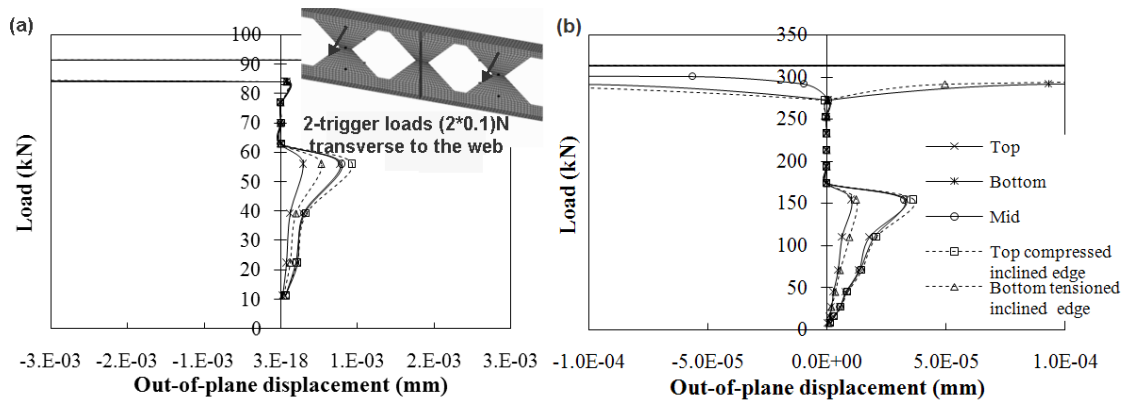 (a)
100
90
80
70
60
50
40
30
20
10
0
Load (kN)
2-trigger loads (2*0.1)N
transverse to the web
-3.E-03
-1.E-03
3.E-18
1.E-03
2.E-03
3.E-03
Out-of-plane displacement (mm)
(b)
350
300
250
200
150
100
50
0
Load (kN)
Top
Bottom
Mid
Top compressed
inclined edge
Bottom tensioned
inclined edge
-1.0E-04
-5.0E-05
0.0E+00
5.0E-05
1.0E-04
Out-of-plane displacement (mm)